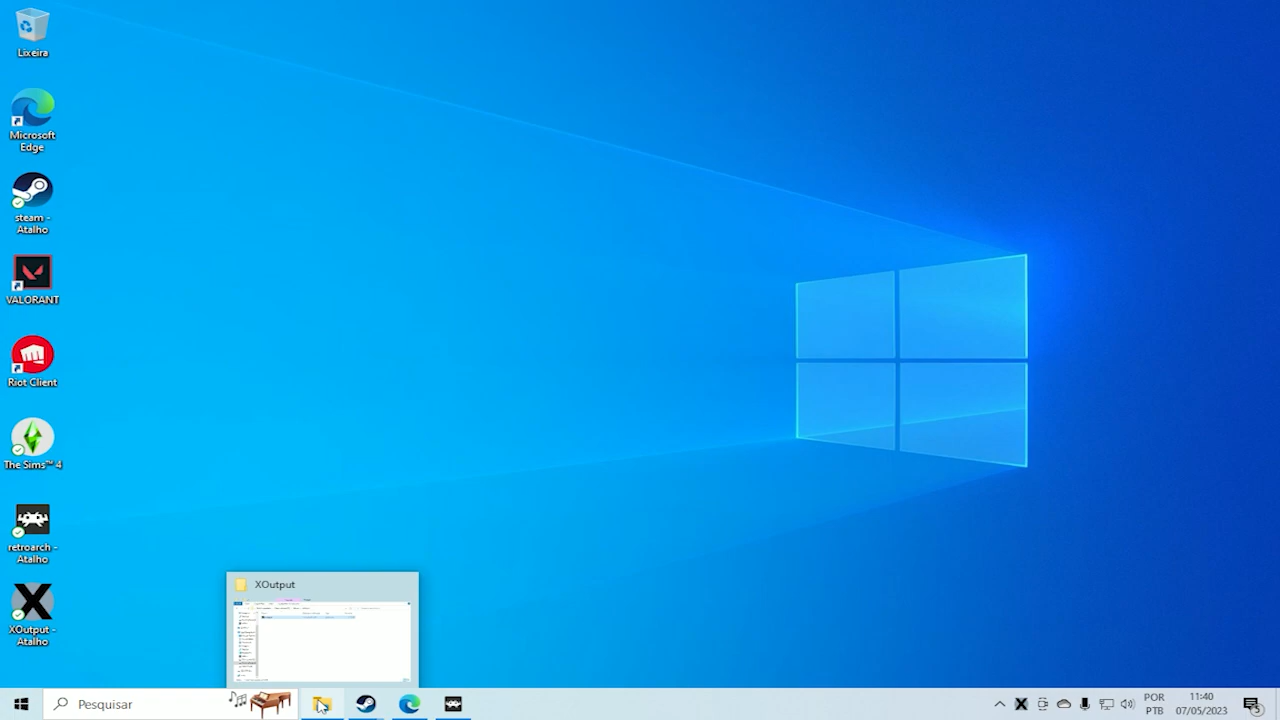 Lixeira
Microsoft
Edge
steam -
Atalho
VALORANT
Riot Client
The Sims™ 4
retroarch -
Atalho
XOutput -
Atalho
XOutput
Pesquisar
POR
PTB
11:40
07/05/2023
5